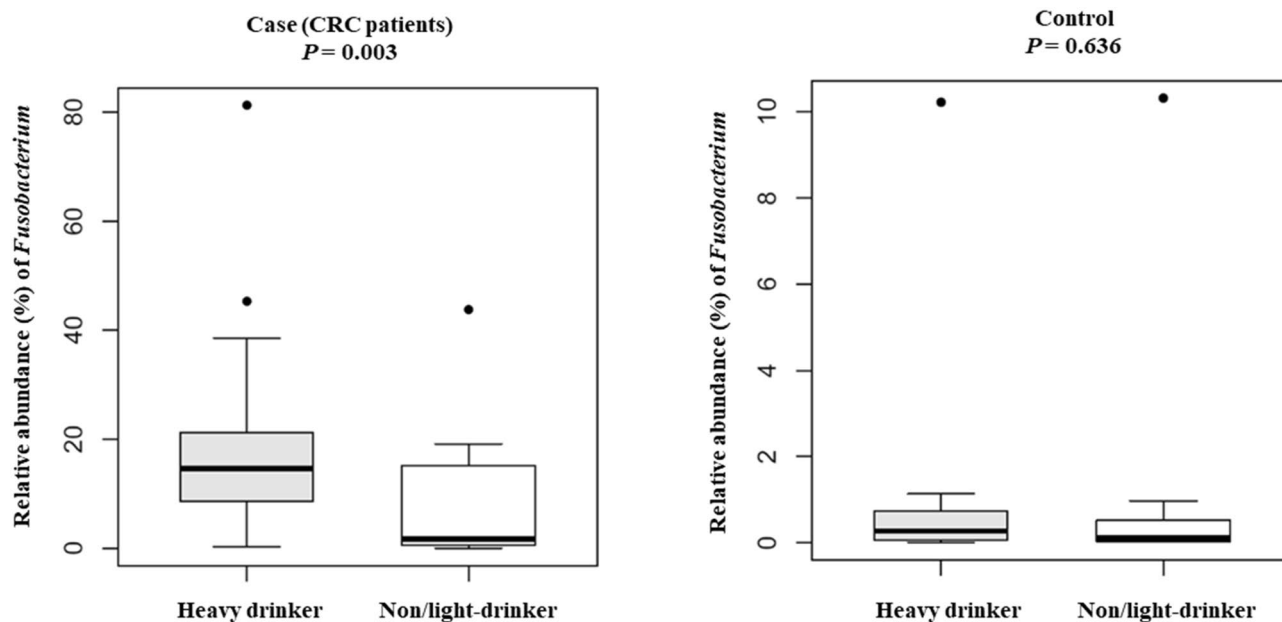 Case (CRC patients)
P = 0.003
Relative abundance (%) of Fusobacterium
80
60
40
20
0
Heavy drinker
Non/light-drinker
Control
P = 0.636
Relative abundance (%) of Fusobacterium
10
8
6
4
2
0
Heavy drinker
Non/light-drinker